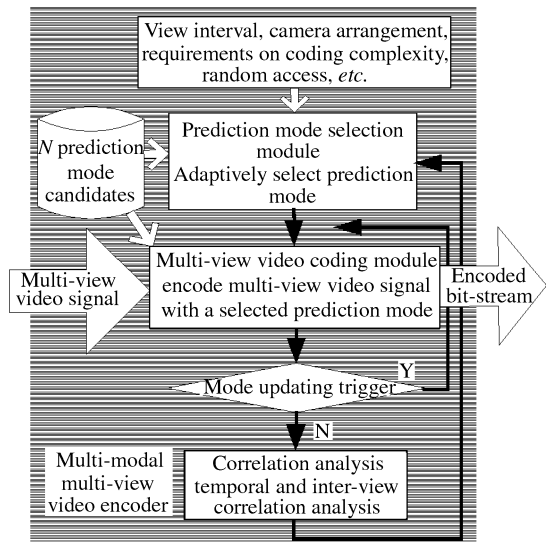 View interval, camera arrangement,
requirements on coding complexity,
random access, etc.
N prediction
mode
candidates
Prediction mode selection
module
Adaptively select prediction
mode
Multi-view
video signal
Multi-view video coding module
encode multi-view video signal
with a selected prediction mode
Encoded
bit-stream
Mode updating trigger
Y
N
Multi-modal
multi-view
video encoder
Correlation analysis
temporal and inter-view
correlation analysis